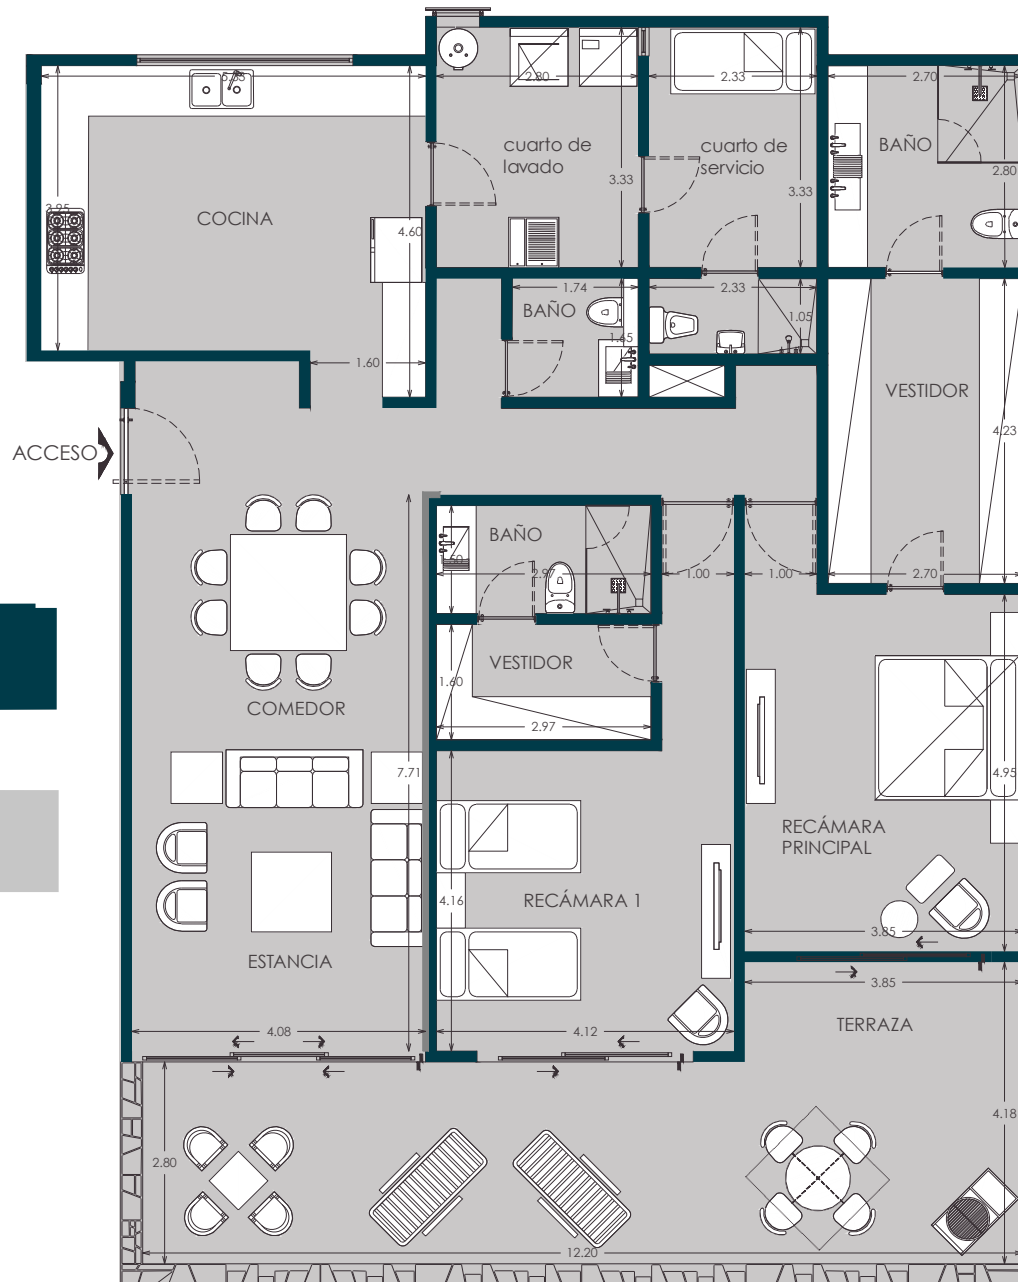 2.80
2.33
2.70
cuarto de
lavado
cuarto de
servicio
BAÑO
2.80
3.33
3.33
3.95
COCINA
4.60
1.74
2.33
BAÑO
1.05
1.65
1.60
VESTIDOR
4.23
ACCESO
BAÑO
2.97
1.00
1.00
2.70
VESTIDOR
1.60
2.97
COMEDOR
7.71
4.95
RECÁMARA
PRINCIPAL
4.16
RECÁMARA 1
3.85
ESTANCIA
3.85
TERRAZA
4.08
4.12
4.18
2.80
12.20